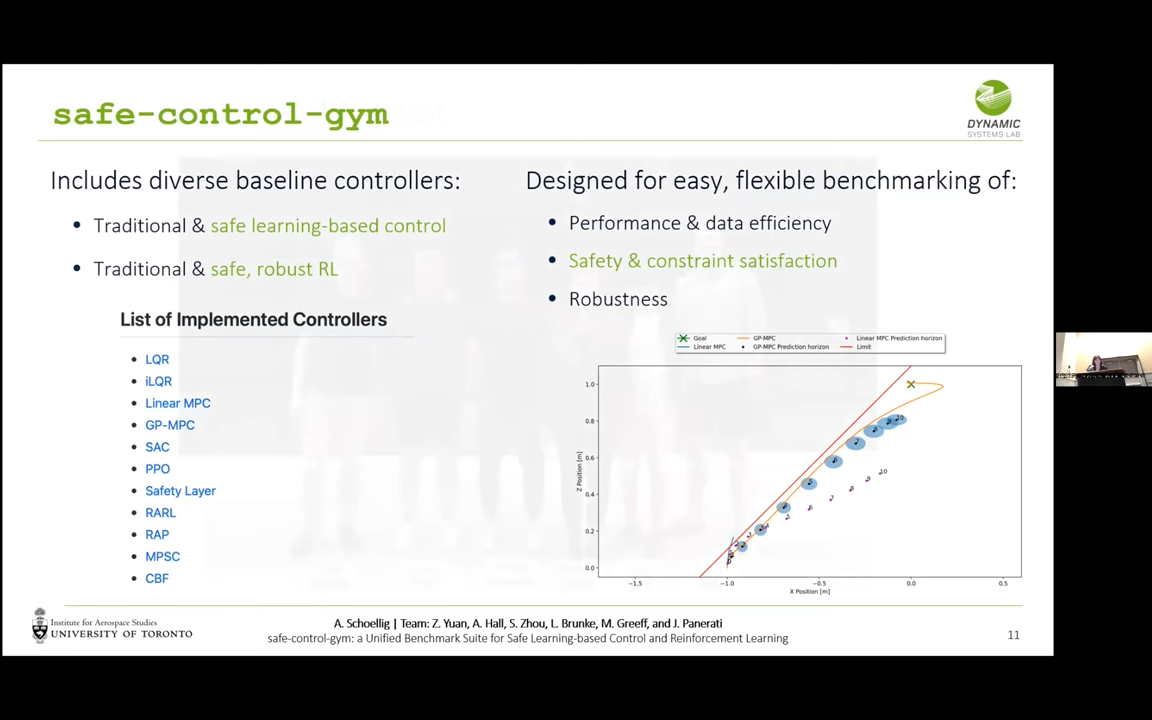 safe-control-gym
DYNAMIC
SYSTEMS LAB
Includes diverse baseline controllers:
• Traditional & safe learning-based control
• Traditional & safe, robust RL
List of Implemented Controllers
• LQR
• iLQR
• Linear MPC
• GP-MPC
• SAC
• PPO
• Safety Layer
• RARL
• RAP
• MPSC
• CBF
Designed for easy, flexible benchmarking of:
• Performance & data efficiency
• Safety & constraint satisfaction
• Robustness
Goal GP-MPC Linear MPC Prediction horizon
Linear MPC GP-MPC Prediction horizon Limit
Z Position [m]
1.0
0.8
0.6
0.4
0.2
0.0
−1.5 −1.0 −0.5 0.0 0.5
X Position [m]
Institute for Aerospace Studies
UNIVERSITY OF TORONTO
A. Schoellig | Team: Z. Yuan, A. Hall, S. Zhou, L. Brunke, M. Greeff, and J. Panerati
safe-control-gym: a Unified Benchmark Suite for Safe Learning-based Control and Reinforcement Learning
11